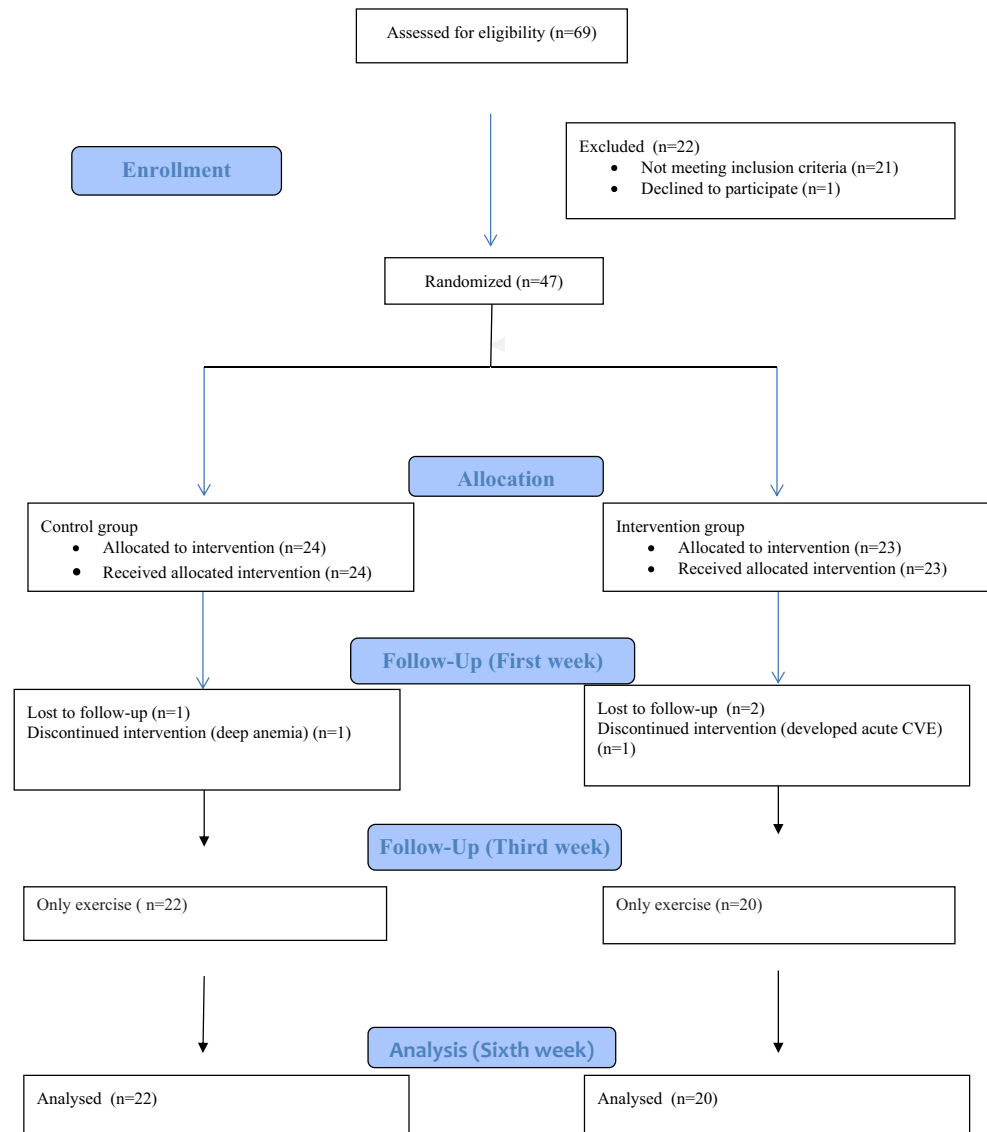 Assessed for eligibility (n=69)
Enrollment
Excluded (n=22)
• Not meeting inclusion criteria (n=21)
• Declined to participate (n=1)
Randomized (n=47)
Allocation
Control group
• Allocated to intervention (n=24)
• Received allocated intervention (n=24)
Intervention group
• Allocated to intervention (n=23)
• Received allocated intervention (n=23)
Follow-Up (First week)
Lost to follow-up (n=1)
Discontinued intervention (deep anemia) (n=1)
Lost to follow-up (n=2)
Discontinued intervention (developed acute CVE)
(n=1)
Follow-Up (Third week)
Only exercise ( n=22)
Only exercise (n=20)
Analysis (Sixth week)
Analysed (n=22)
Analysed (n=20)